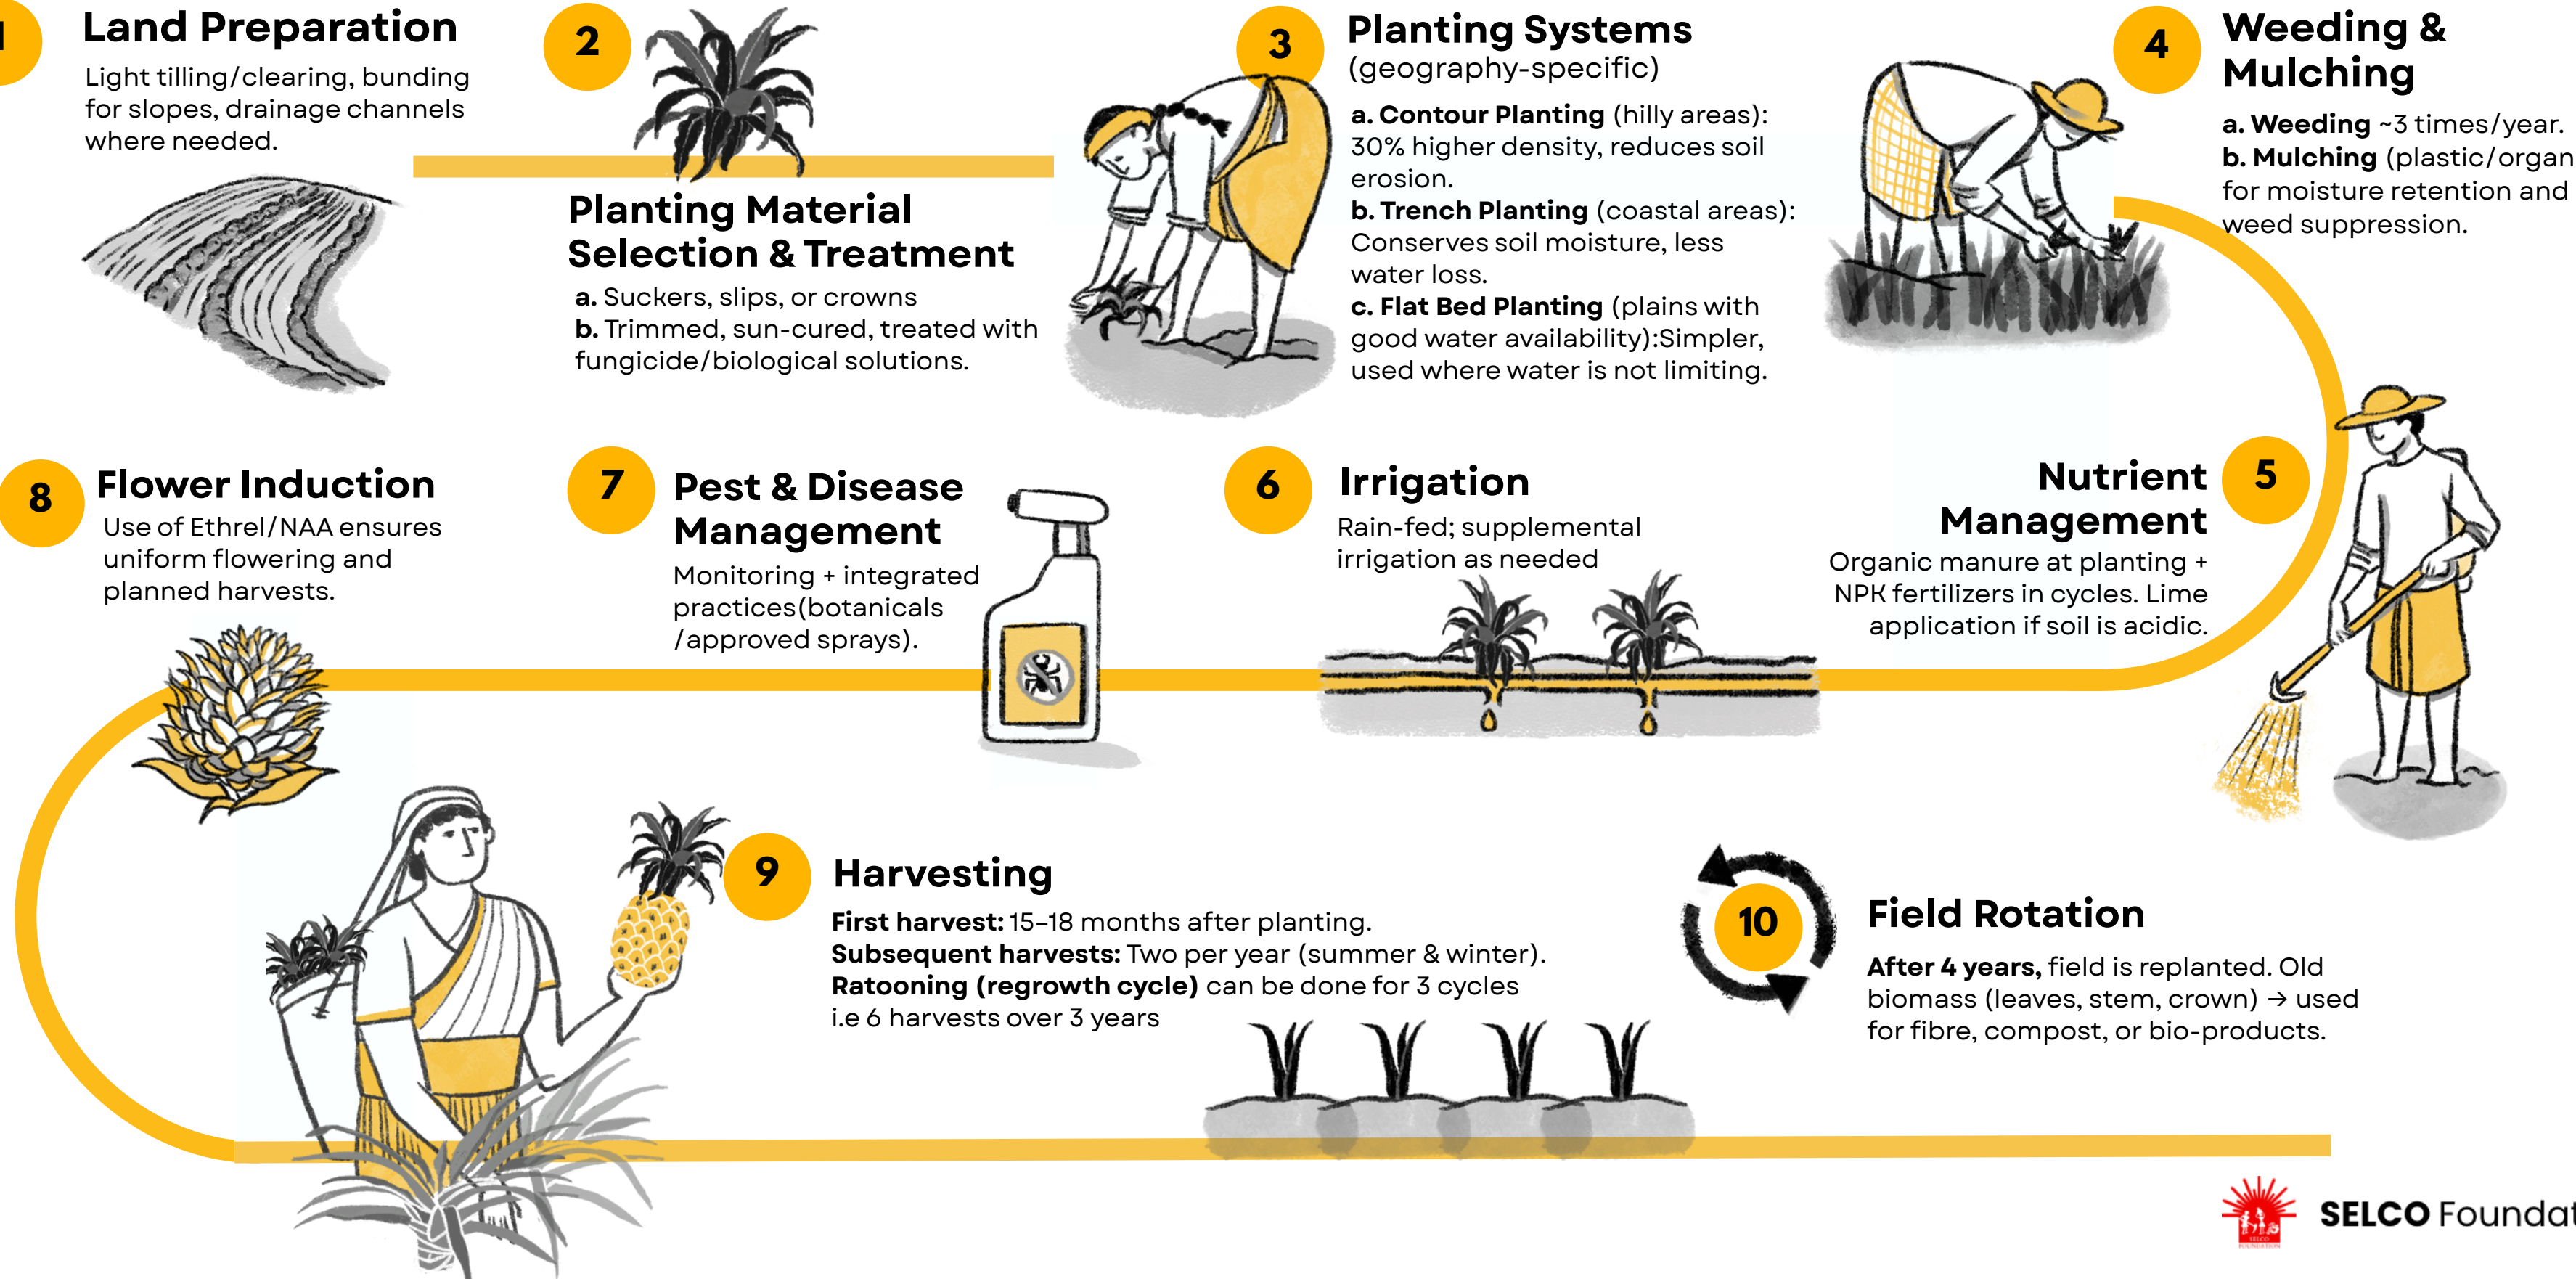 1
Land Preparation
Light tilling/clearing, bunding
for slopes, drainage channels
where needed.
2
Planting Material
Selection & Treatment
a. Suckers, slips, or crowns
b. Trimmed, sun-cured, treated with
fungicide/biological solutions.
3
Planting Systems
(geography-specific)
a. Contour Planting (hilly areas):
30% higher density, reduces soil
erosion.
b. Trench Planting (coastal areas):
Conserves soil moisture, less
water loss.
c. Flat Bed Planting (plains with
good water availability):Simpler,
used where water is not limiting.
4
Weeding &
Mulching
a. Weeding ~3 times/year.
b. Mulching (plastic/organ
for moisture retention and
weed suppression.
5
Nutrient
Management
Organic manure at planting +
NPK fertilizers in cycles. Lime
application if soil is acidic.
6
Irrigation
Rain-fed; supplemental
irrigation as needed
7
Pest & Disease
Management
Monitoring + integrated
practices(botanicals
/approved sprays).
8
Flower Induction
Use of Ethrel/NAA ensures
uniform flowering and
planned harvests.
9
Harvesting
First harvest: 15–18 months after planting.
Subsequent harvests: Two per year (summer & winter).
Ratooning (regrowth cycle) can be done for 3 cycles
i.e 6 harvests over 3 years
10
Field Rotation
After 4 years, field is replanted. Old
biomass (leaves, stem, crown) → used
for fibre, compost, or bio-products.
SELCO
FOUNDATION
SELCO Foundat